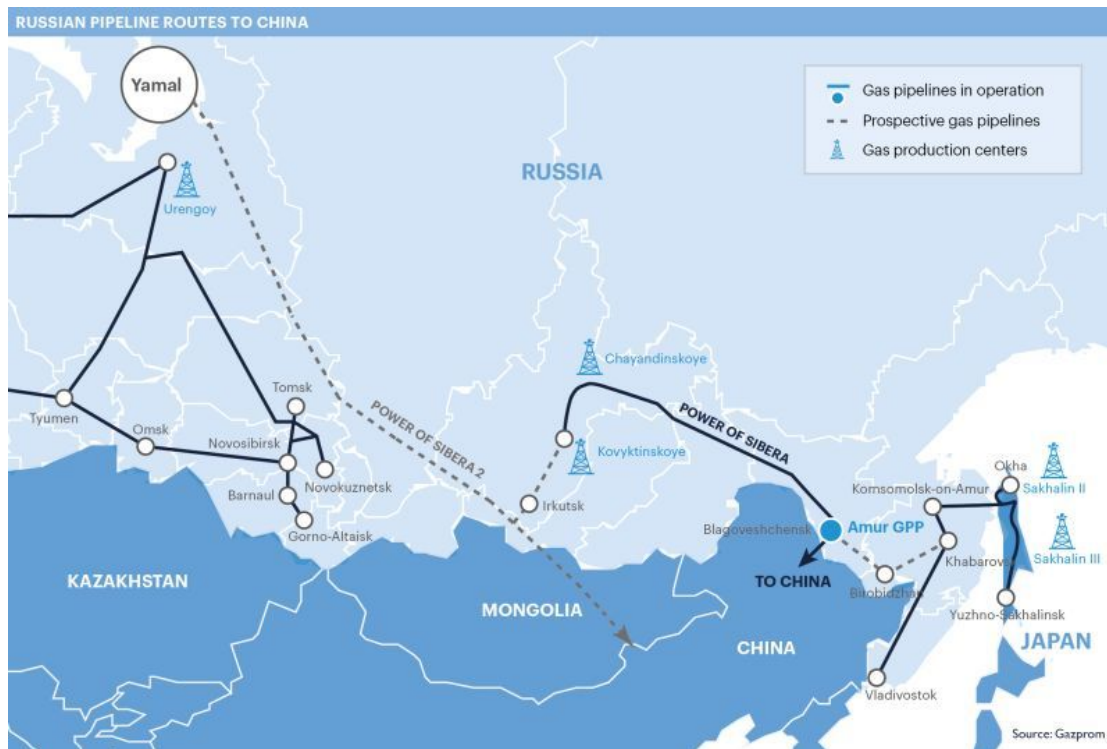 RUSSIAN PIPELINE ROUTES TO CHINA
Yamal
Gas pipelines in operation
Prospective gas pipelines
Gas production centers
RUSSIA
Urengoy
Chayandinskoye
Tomsk
POWER OF SIBERA 2
POWER OF SIBERA
Tyumen
Omsk
Novosibirsk
Kovyktinskoye
Okha
Novokuznetsk
Sakhalin II
Barnaul
Irkutsk
Komsomolsk-on-Amur
Gorno-Altaisk
Blagoveshchensk
Amur GPP
Khabarovsk
Sakhalin III
KAZAKHSTAN
TO CHINA
Birobidzhan
MONGOLIA
Yuzhno-Sakhalinsk
CHINA
JAPAN
Vladivostok
Source: Gazprom